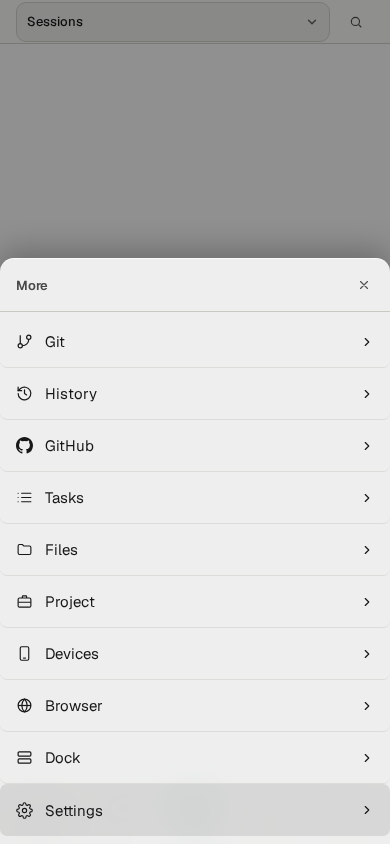 Sessions
More
Git
History
GitHub
Tasks
Files
Project
Devices
Browser
Dock
Settings